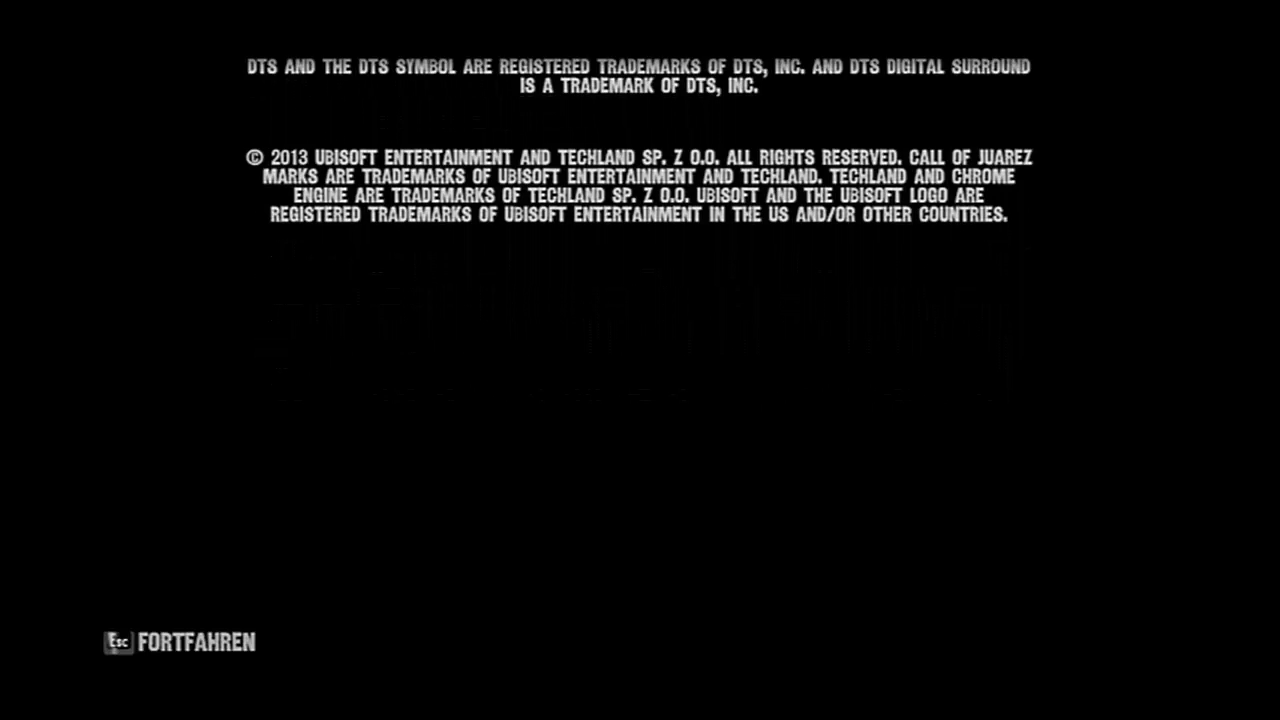 DTS AND THE DTS SYMBOL ARE REGISTERED TRADEMARKS OF DTS, INC. AND DTS DIGITAL SURROUND
IS A TRADEMARK OF DTS, INC.
© 2013 UBISOFT ENTERTAINMENT AND TECHLAND SP. Z O.O. ALL RIGHTS RESERVED. CALL OF JUAREZ
MARKS ARE TRADEMARKS OF UBISOFT ENTERTAINMENT AND TECHLAND. TECHLAND AND CHROME
ENGINE ARE TRADEMARKS OF TECHLAND SP. Z O.O. UBISOFT AND THE UBISOFT LOGO ARE
REGISTERED TRADEMARKS OF UBISOFT ENTERTAINMENT IN THE US AND/OR OTHER COUNTRIES.
Esc FORTFAHREN